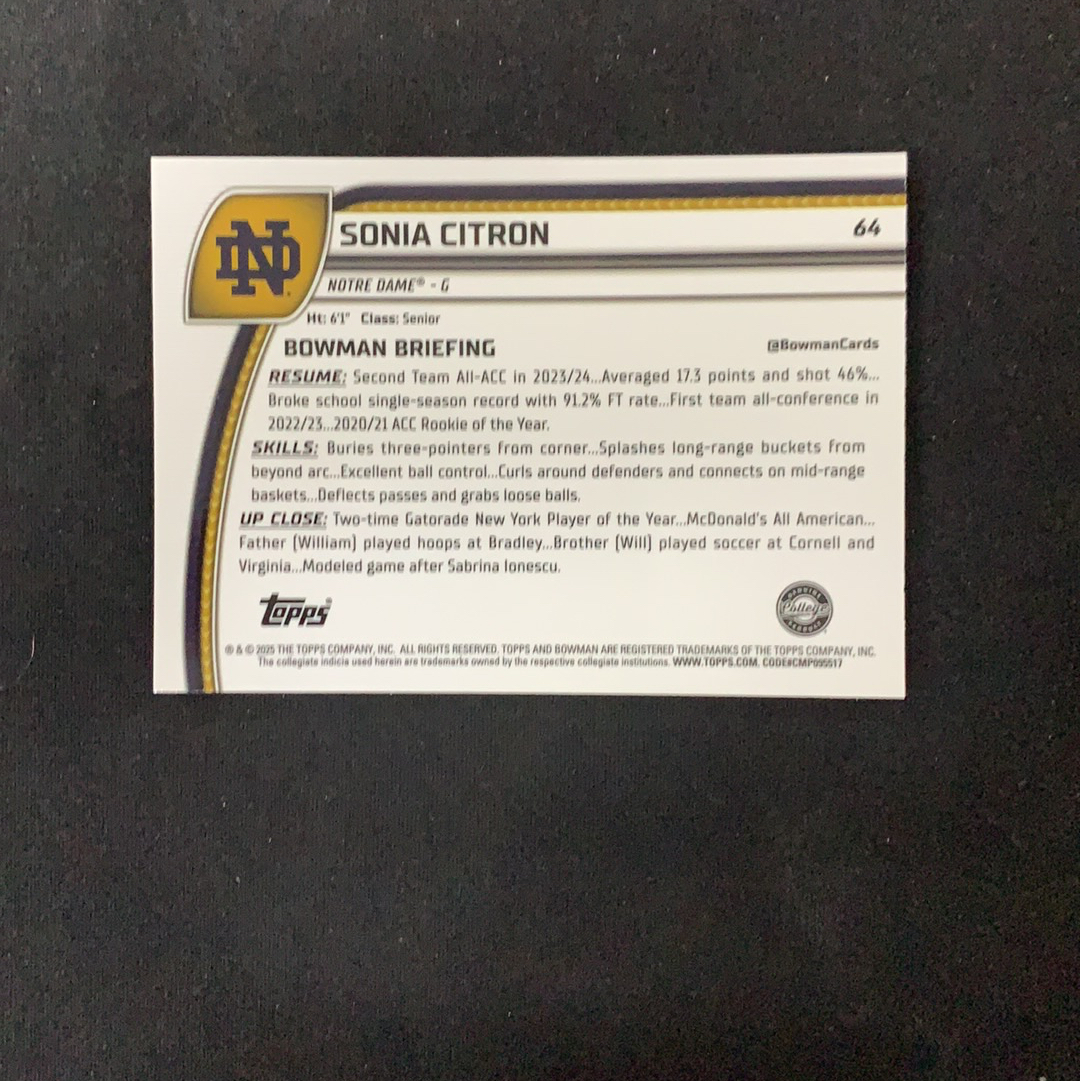 ND
SONIA CITRON
64
NOTRE DAME® - G
Ht: 6'1" Class: Senior
BOWMAN BRIEFING
@BowmanCards
RESUME: Second Team All-ACC in 2023/24...Averaged 17.3 points and shot 46%...
Broke school single-season record with 91.2% FT rate...First team all-conference in
2022/23...2020/21 ACC Rookie of the Year.
SKILLS: Buries three-pointers from corner...Splashes long-range buckets from
beyond arc...Excellent ball control...Curls around defenders and connects on mid-range
baskets...Deflects passes and grabs loose balls.
UP CLOSE: Two-time Gatorade New York Player of the Year...McDonald's All American...
Father (William) played hoops at Bradley...Brother (Will) played soccer at Cornell and
Virginia...Modeled game after Sabrina Ionescu.
Topps®
College
® & © 2025 THE TOPPS COMPANY, INC. ALL RIGHTS RESERVED. TOPPS AND BOWMAN ARE REGISTERED TRADEMARKS OF THE TOPPS COMPANY, INC.
The collegiate indicia used herein are trademarks owned by the respective collegiate institutions. WWW.TOPPS.COM. CODE#CMP095517